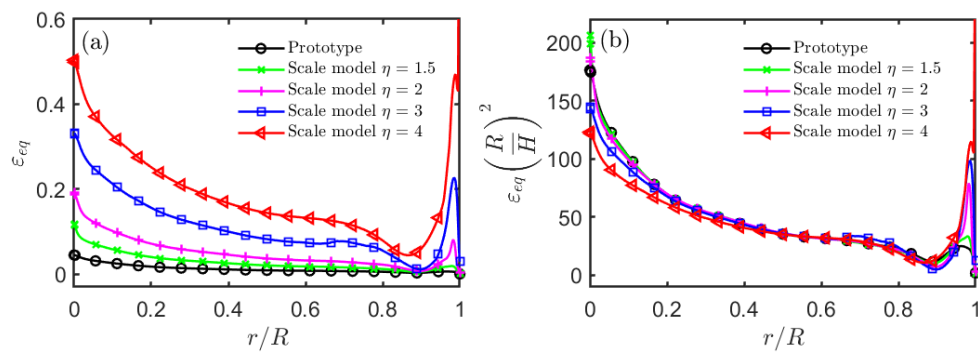 0.6
0.4
0.2
0
(a)
Prototype
Scale model η = 1.5
Scale model η = 2
Scale model η = 3
Scale model η = 4
ε_eq
0 0.2 0.4 0.6 0.8 1
r/R
200
150
100
50
0
(b)
Prototype
Scale model η = 1.5
Scale model η = 2
Scale model η = 3
Scale model η = 4
ε_eq (R/H)^2
0 0.2 0.4 0.6 0.8 1
r/R